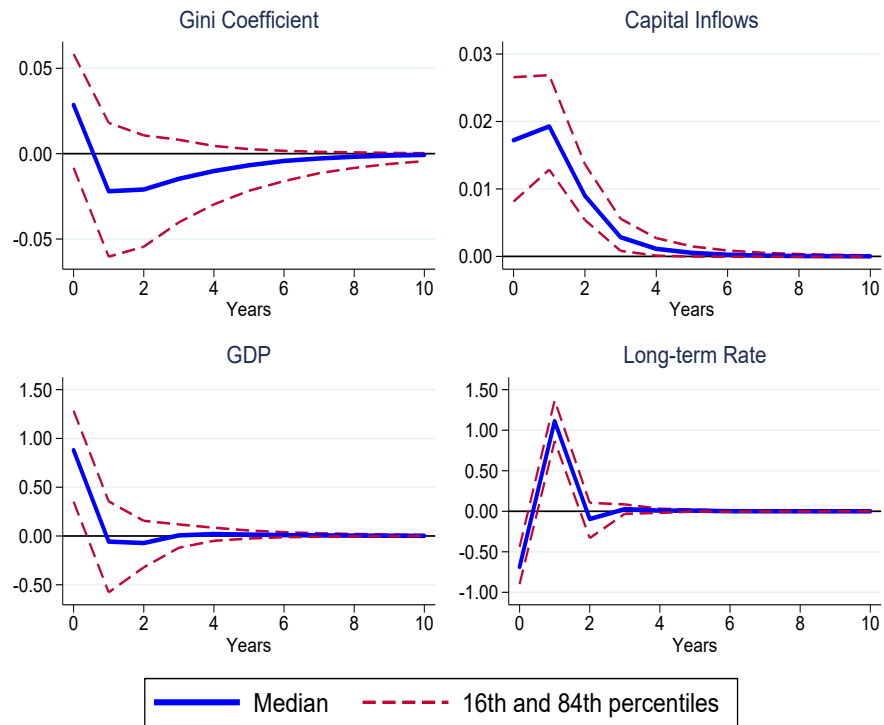 Gini Coefficient
0.05
0.00
-0.05
0 2 4 6 8 10
Years
Capital Inflows
0.03
0.02
0.01
0.00
0 2 4 6 8 10
Years
GDP
1.50
1.00
0.50
0.00
-0.50
0 2 4 6 8 10
Years
Long-term Rate
1.50
1.00
0.50
0.00
-0.50
-1.00
0 2 4 6 8 10
Years
Median 16th and 84th percentiles